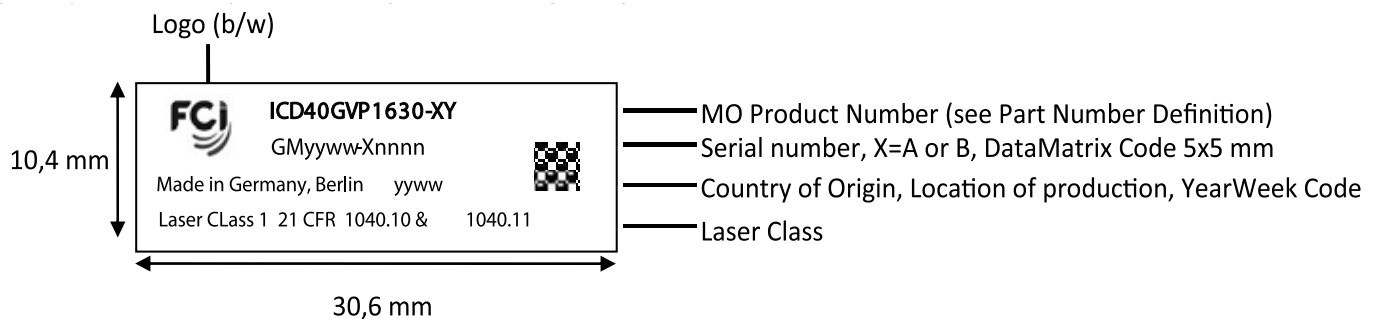 Logo (b/w)
FCI
ICD40GVP1630-XY
MO Product Number (see Part Number Definition)
GMyyww-Xnnnn
Serial number, X=A or B, DataMatrix Code 5x5 mm
10,4 mm
Made in Germany, Berlin yyww
Country of Origin, Location of production, YearWeek Code
Laser CLass 1 21 CFR 1040.10 & 1040.11
Laser Class
30,6 mm